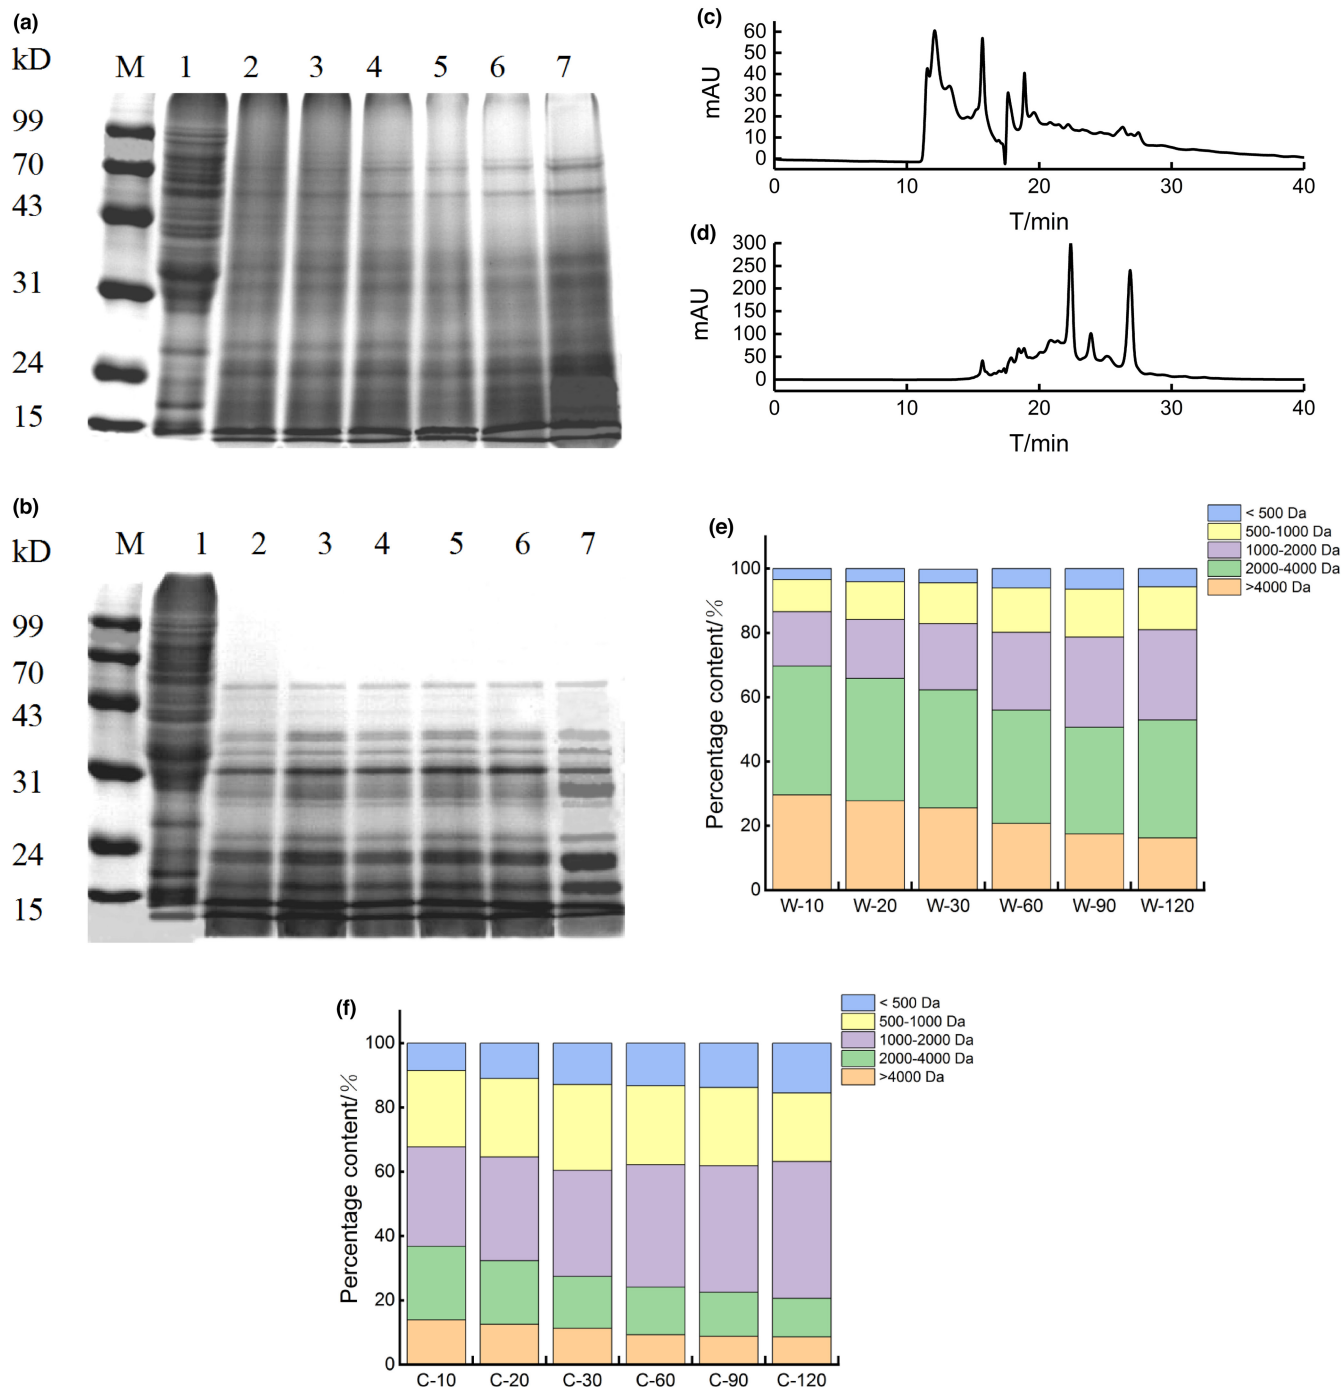 (a)
kD M 1 2 3 4 5 6 7
99
70
43
31
24
15
(b)
kD M 1 2 3 4 5 6 7
99
70
43
31
24
15
(c)
mAU
60
50
40
30
20
10
0
0 10 20 30 40
T/min
(d)
mAU
300
250
200
150
100
50
0
0 10 20 30 40
T/min
(e)
< 500 Da
500-1000 Da
1000-2000 Da
2000-4000 Da
>4000 Da
Percentage content/%
100
80
60
40
20
0
W-10 W-20 W-30 W-60 W-90 W-120
(f)
< 500 Da
500-1000 Da
1000-2000 Da
2000-4000 Da
>4000 Da
Percentage content/%
100
80
60
40
20
0
C-10 C-20 C-30 C-60 C-90 C-120